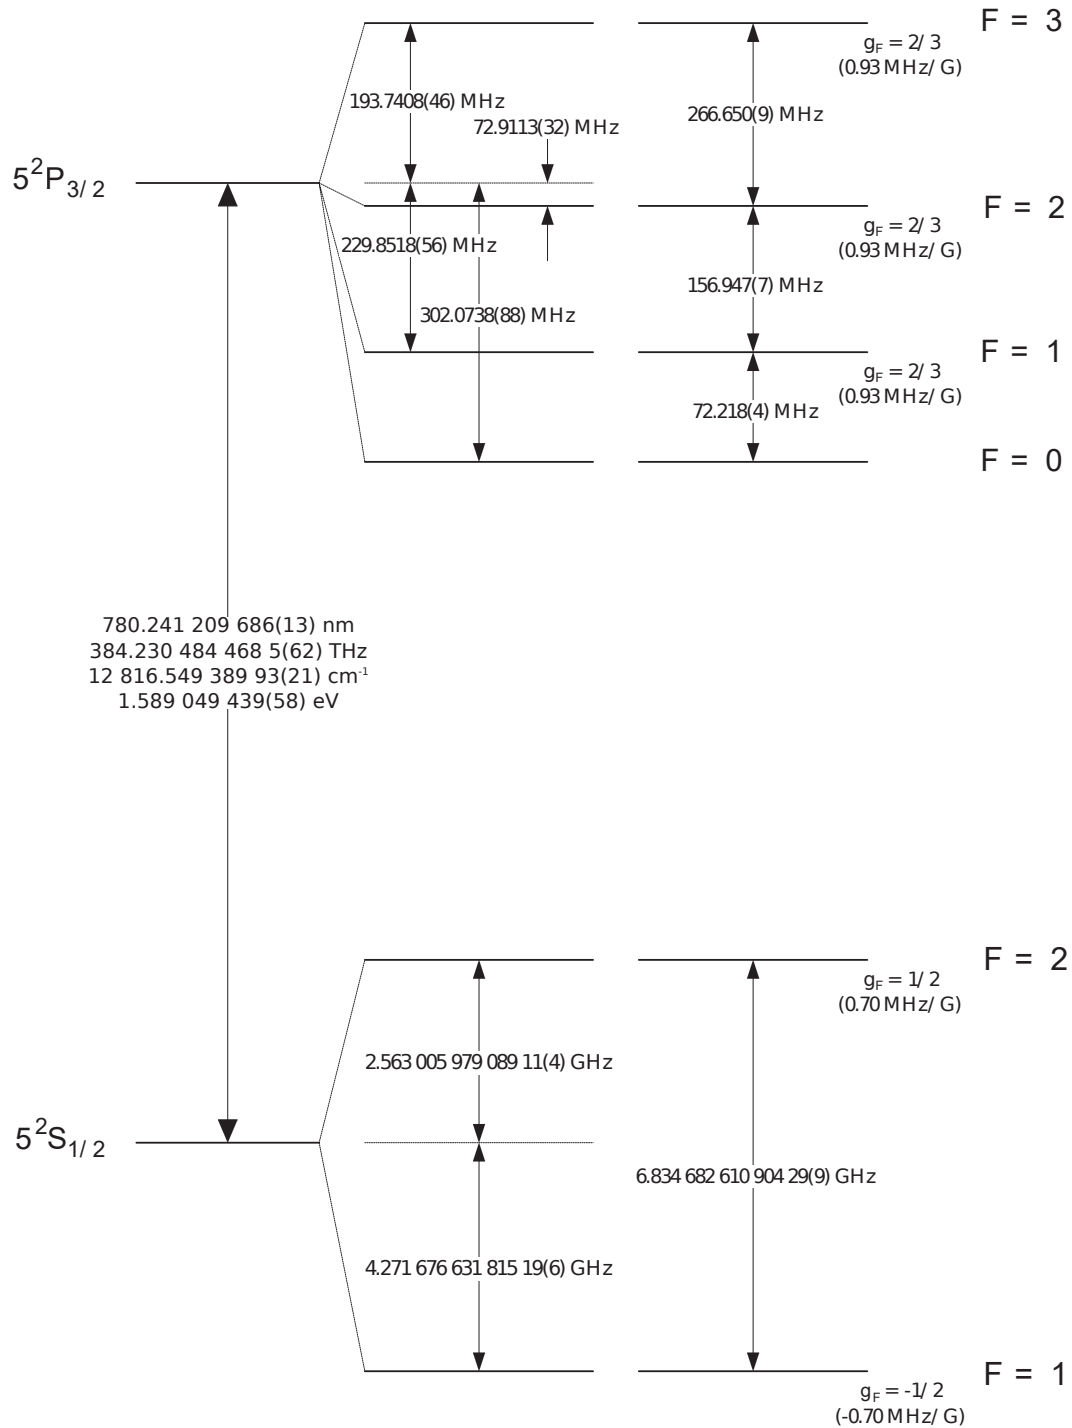 F = 3
g_F = 2/3
(0.93 MHz/G)
193.7408(46) MHz
266.650(9) MHz
72.9113(32) MHz
5²P₃/₂
F = 2
g_F = 2/3
(0.93 MHz/G)
229.8518(56) MHz
156.947(7) MHz
302.0738(88) MHz
F = 1
g_F = 2/3
(0.93 MHz/G)
72.218(4) MHz
F = 0
780.241 209 686(13) nm
384.230 484 468 5(62) THz
12 816.549 389 93(21) cm⁻¹
1.589 049 439(58) eV
F = 2
g_F = 1/2
(0.70 MHz/G)
2.563 005 979 089 11(4) GHz
5²S₁/₂
6.834 682 610 904 29(9) GHz
4.271 676 631 815 19(6) GHz
F = 1
g_F = -1/2
(-0.70 MHz/G)